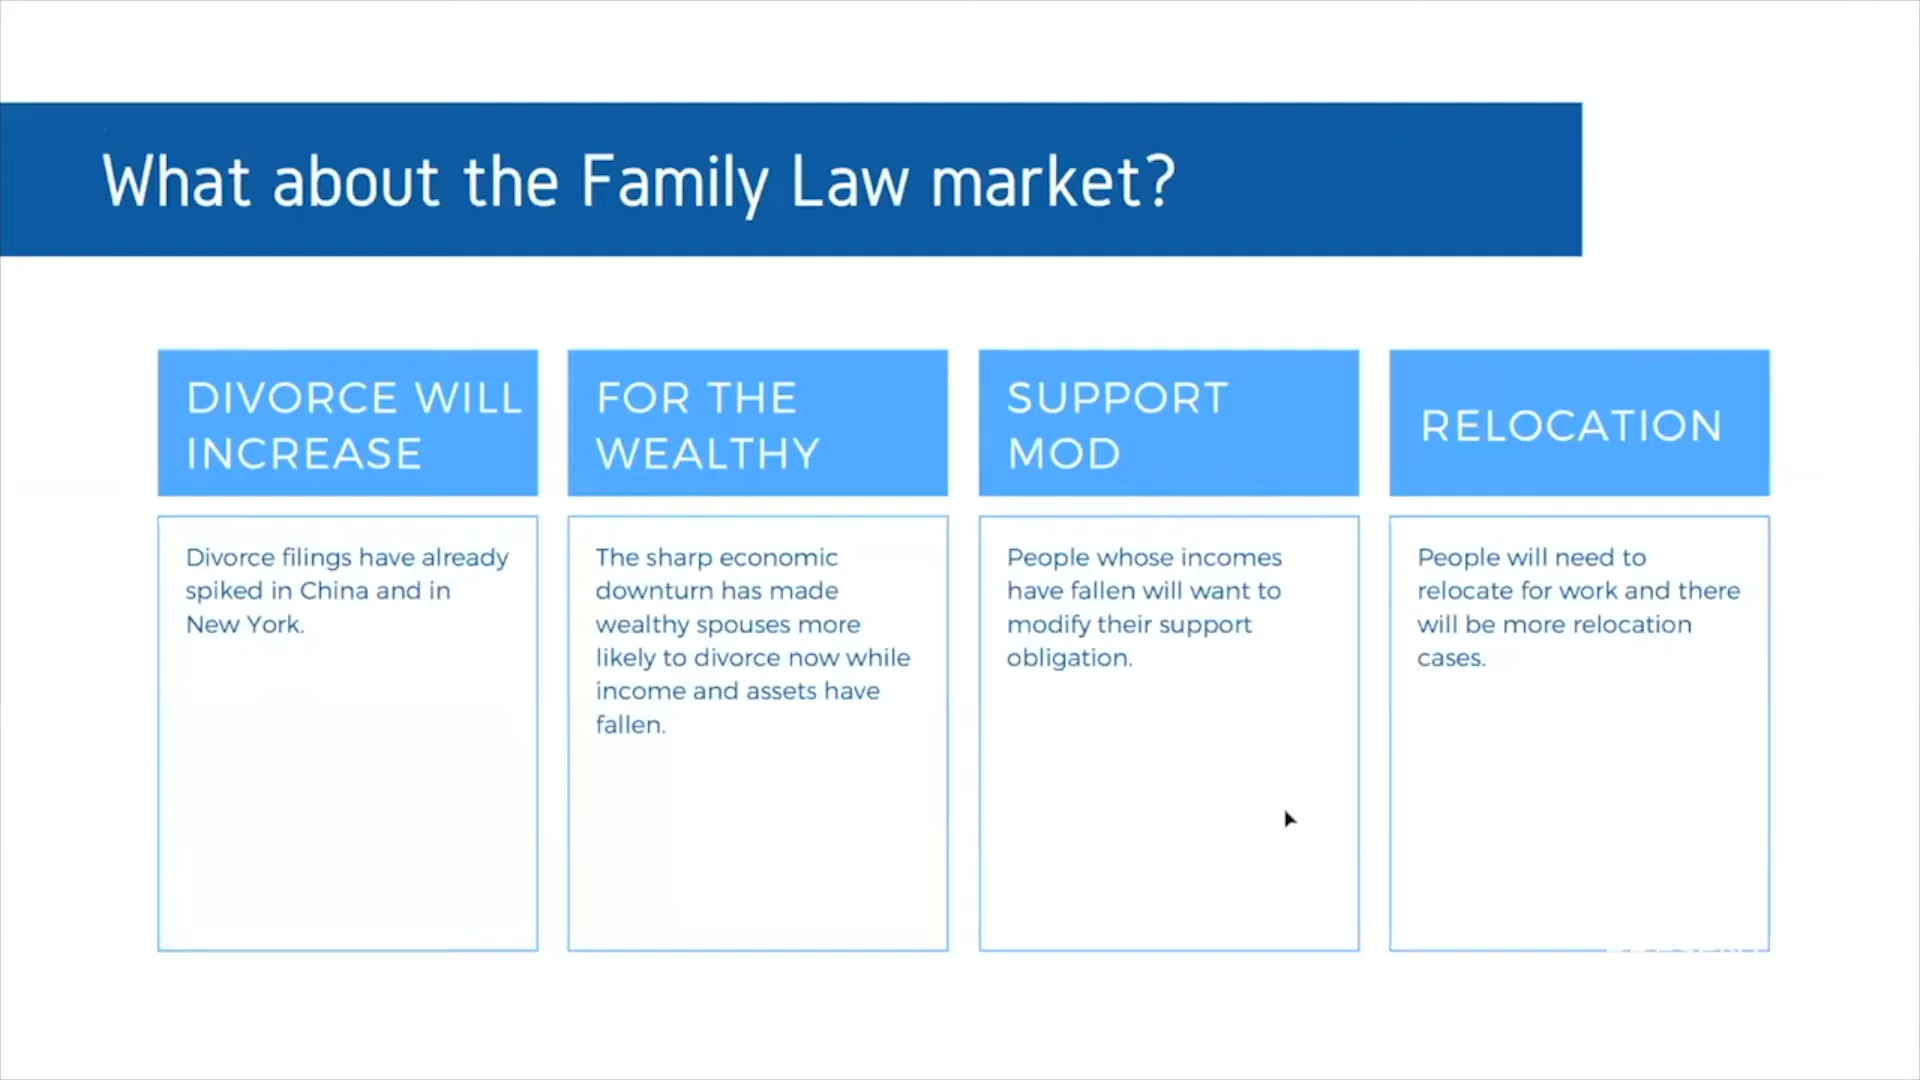 What about the Family Law market?
DIVORCE WILL
INCREASE
Divorce filings have already
spiked in China and in
New York.
FOR THE
WEALTHY
The sharp economic
downturn has made
wealthy spouses more
likely to divorce now while
income and assets have
fallen.
SUPPORT
MOD
People whose incomes
have fallen will want to
modify their support
obligation.
RELOCATION
People will need to
relocate for work and there
will be more relocation
cases.